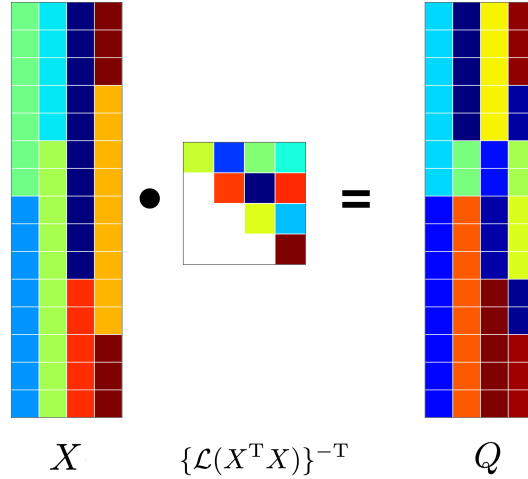 • =
X {ℒ(XᵀX)}⁻ᵀ Q